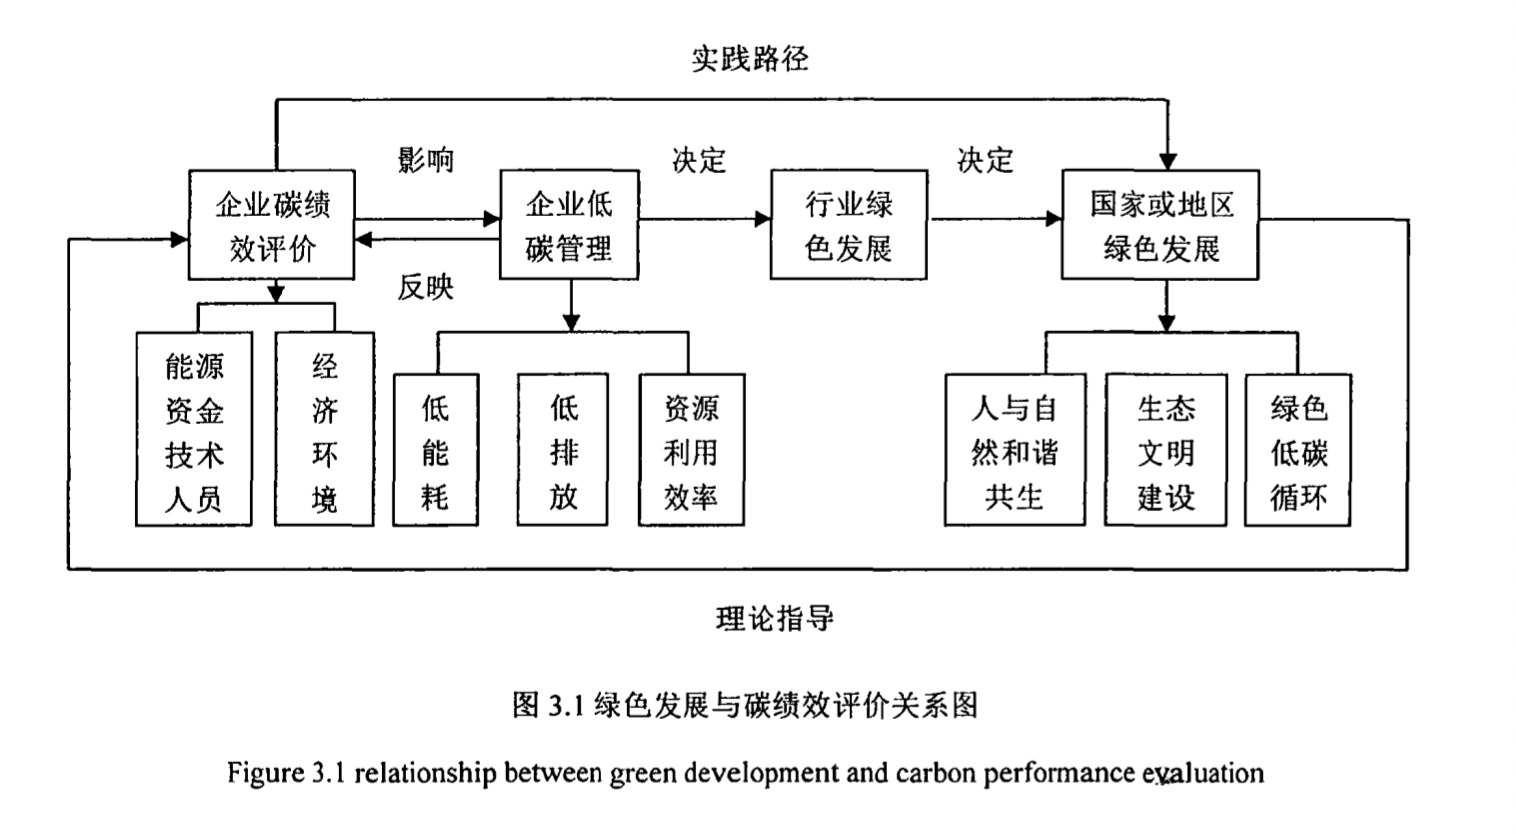 实践路径
影响
决定
决定
企业碳绩
效评价
企业低
碳管理
行业绿
色发展
国家或地区
绿色发展
反映
能源
资金
技术
人员
经
济
环
境
低
能
耗
低
排
放
资源
利用
效率
人与自
然和谐
共生
生态
文明
建设
绿色
低碳
循环
理论指导
图 3.1 绿色发展与碳绩效评价关系图
Figure 3.1 relationship between green development and carbon performance evaluation